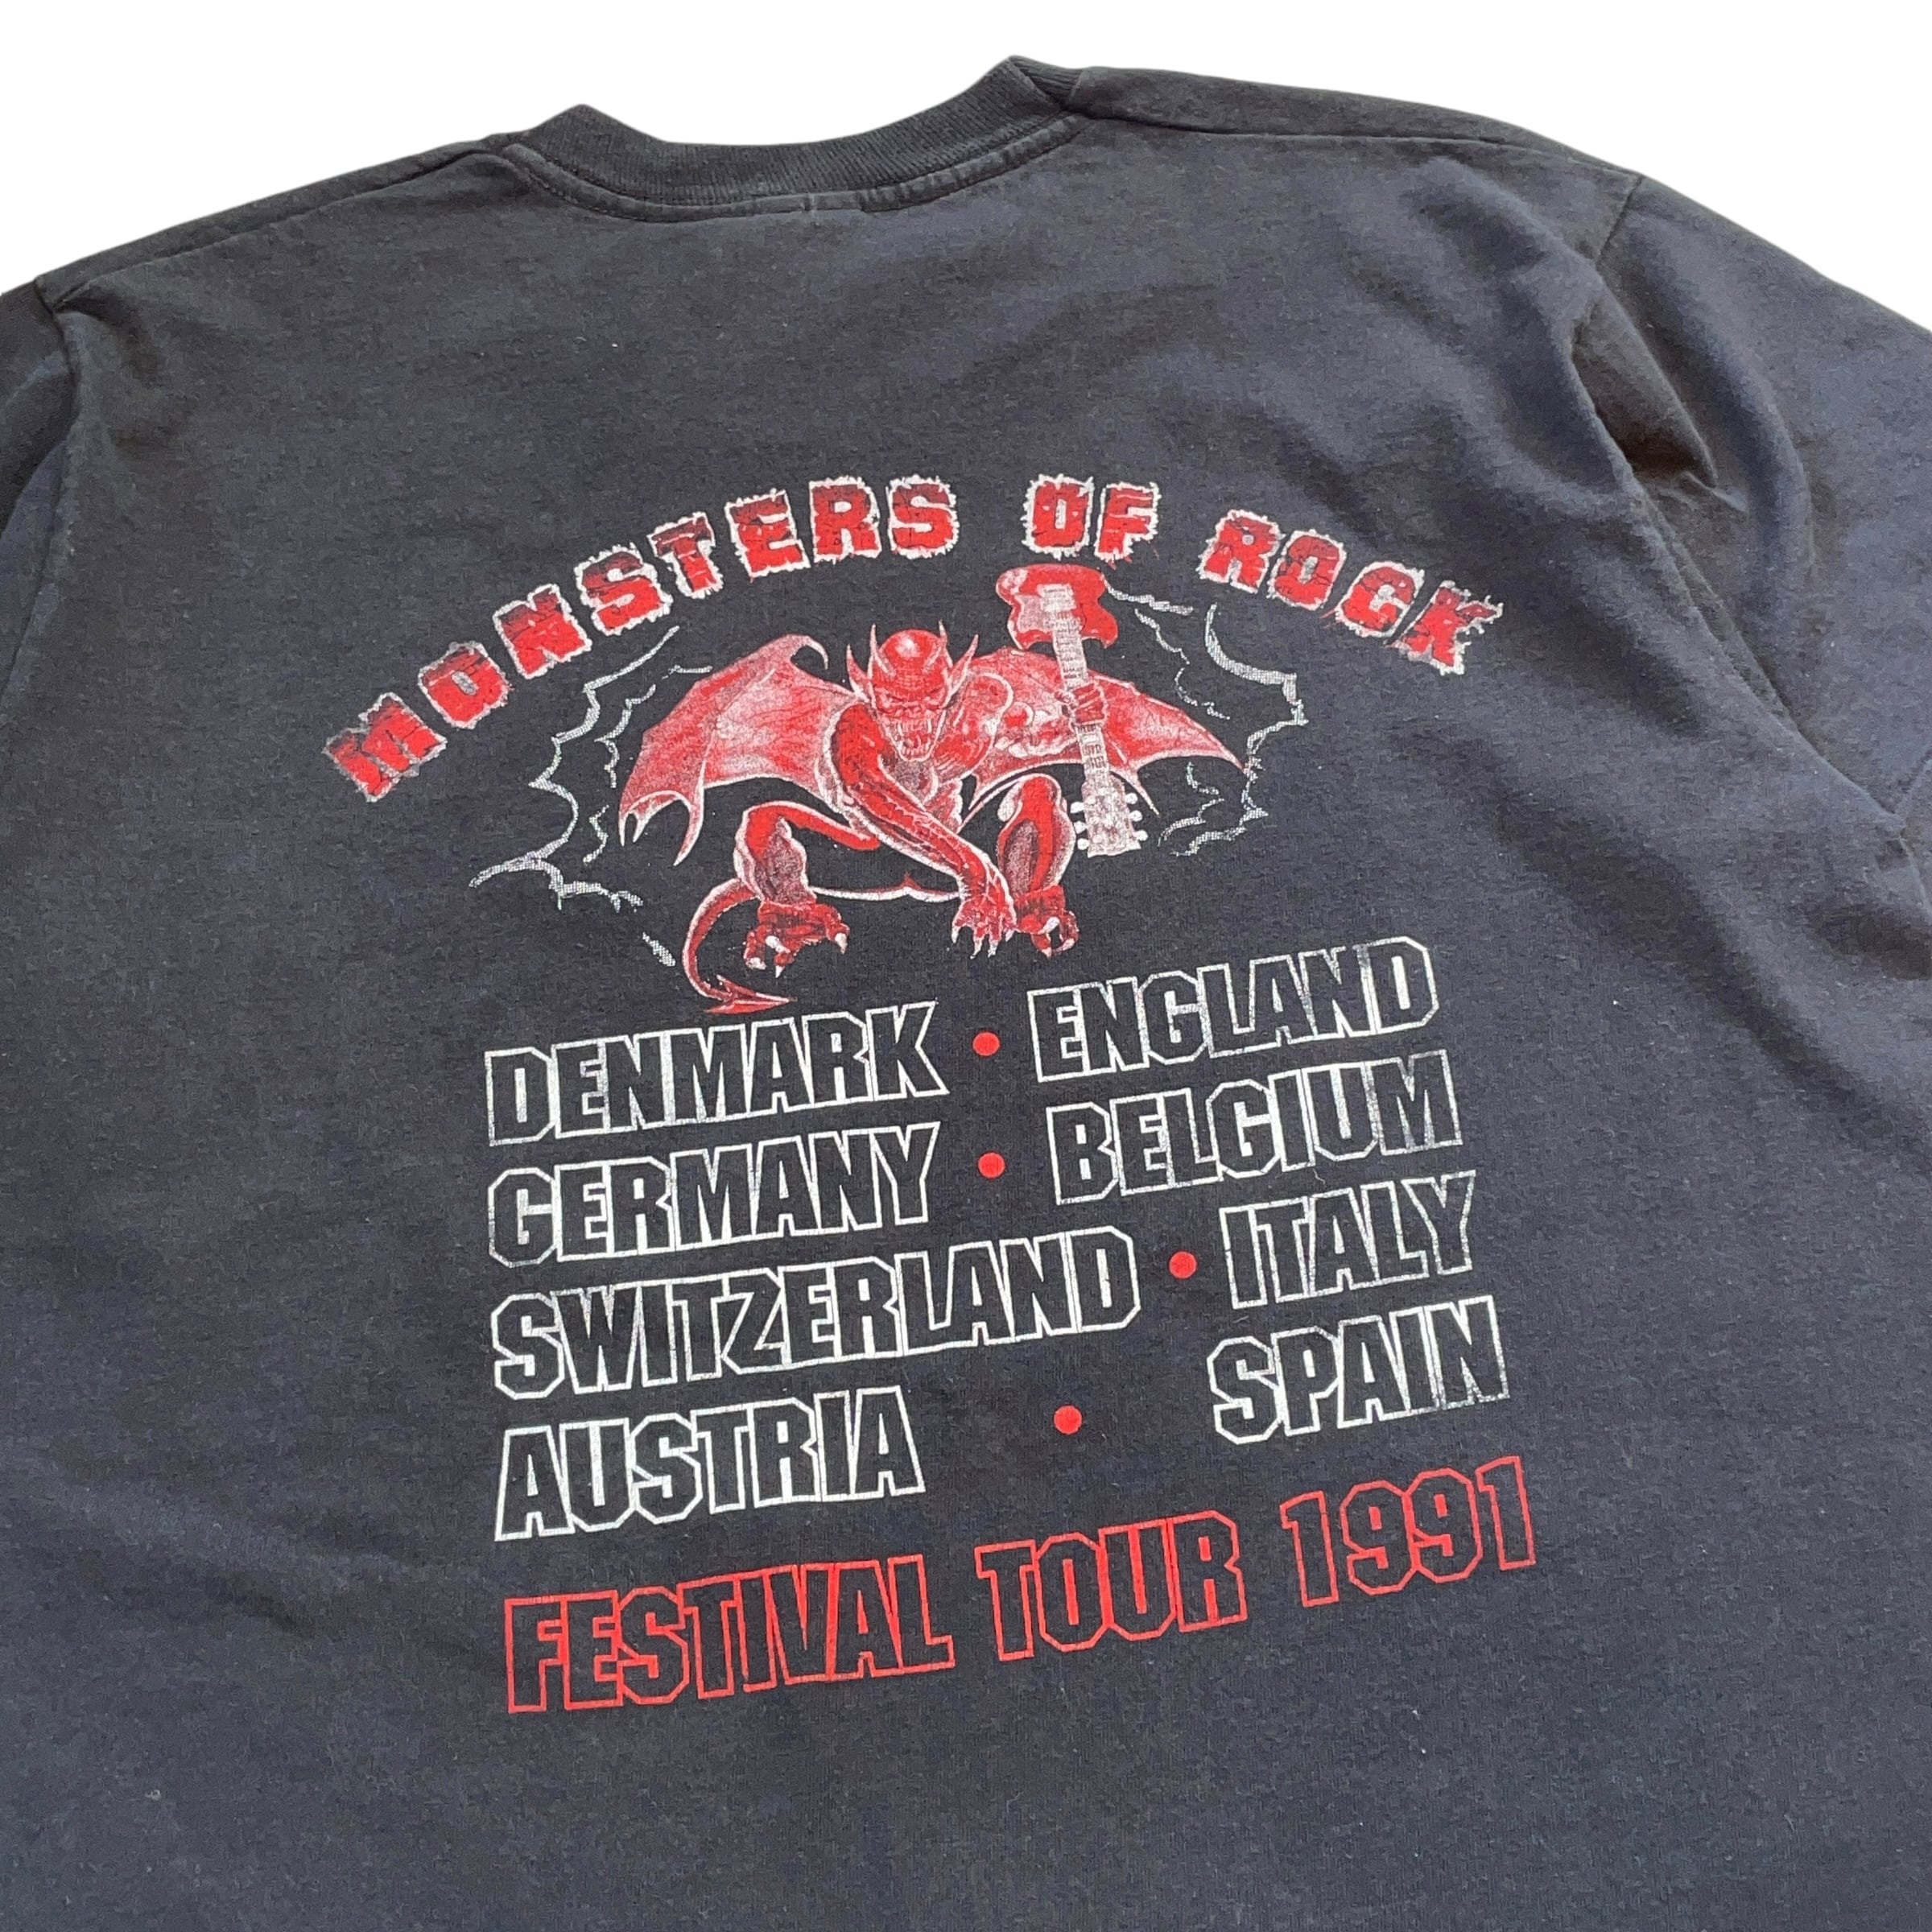 MONSTERS OF ROCK
DENMARK • ENGLAND
GERMANY • BELGIUM
SWITZERLAND • ITALY
AUSTRIA • SPAIN
FESTIVAL TOUR 1991